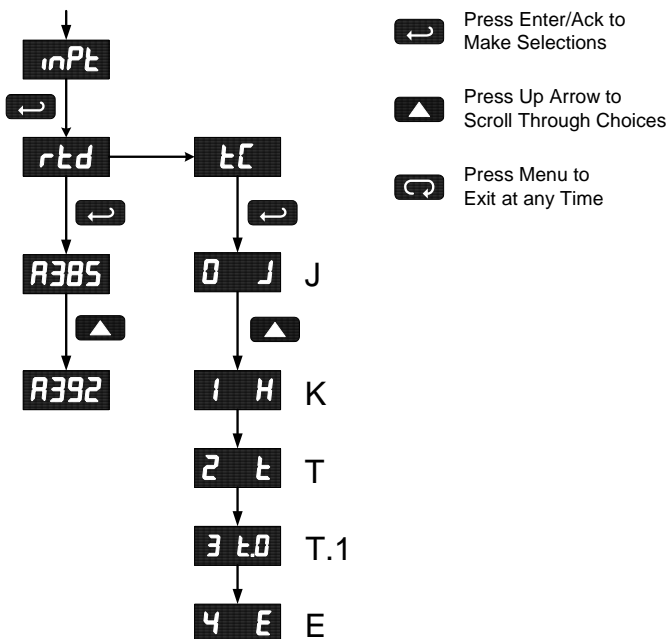 Press Enter/Ack to
Make Selections
Press Up Arrow to
Scroll Through Choices
Press Menu to
Exit at any Time
inPt
rtd
tC
A385
A392
0 J
J
1 H
K
2 t
T
3 t.0
T.1
4 E
E